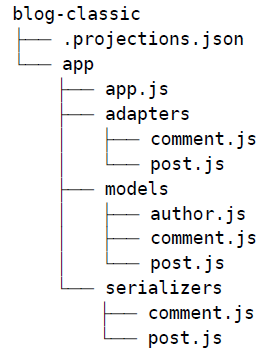 blog-classic
├── .projections.json
└── app
    ├── app.js
    ├── adapters
    │   ├── comment.js
    │   └── post.js
    ├── models
    │   ├── author.js
    │   ├── comment.js
    │   └── post.js
    └── serializers
        ├── comment.js
        └── post.js